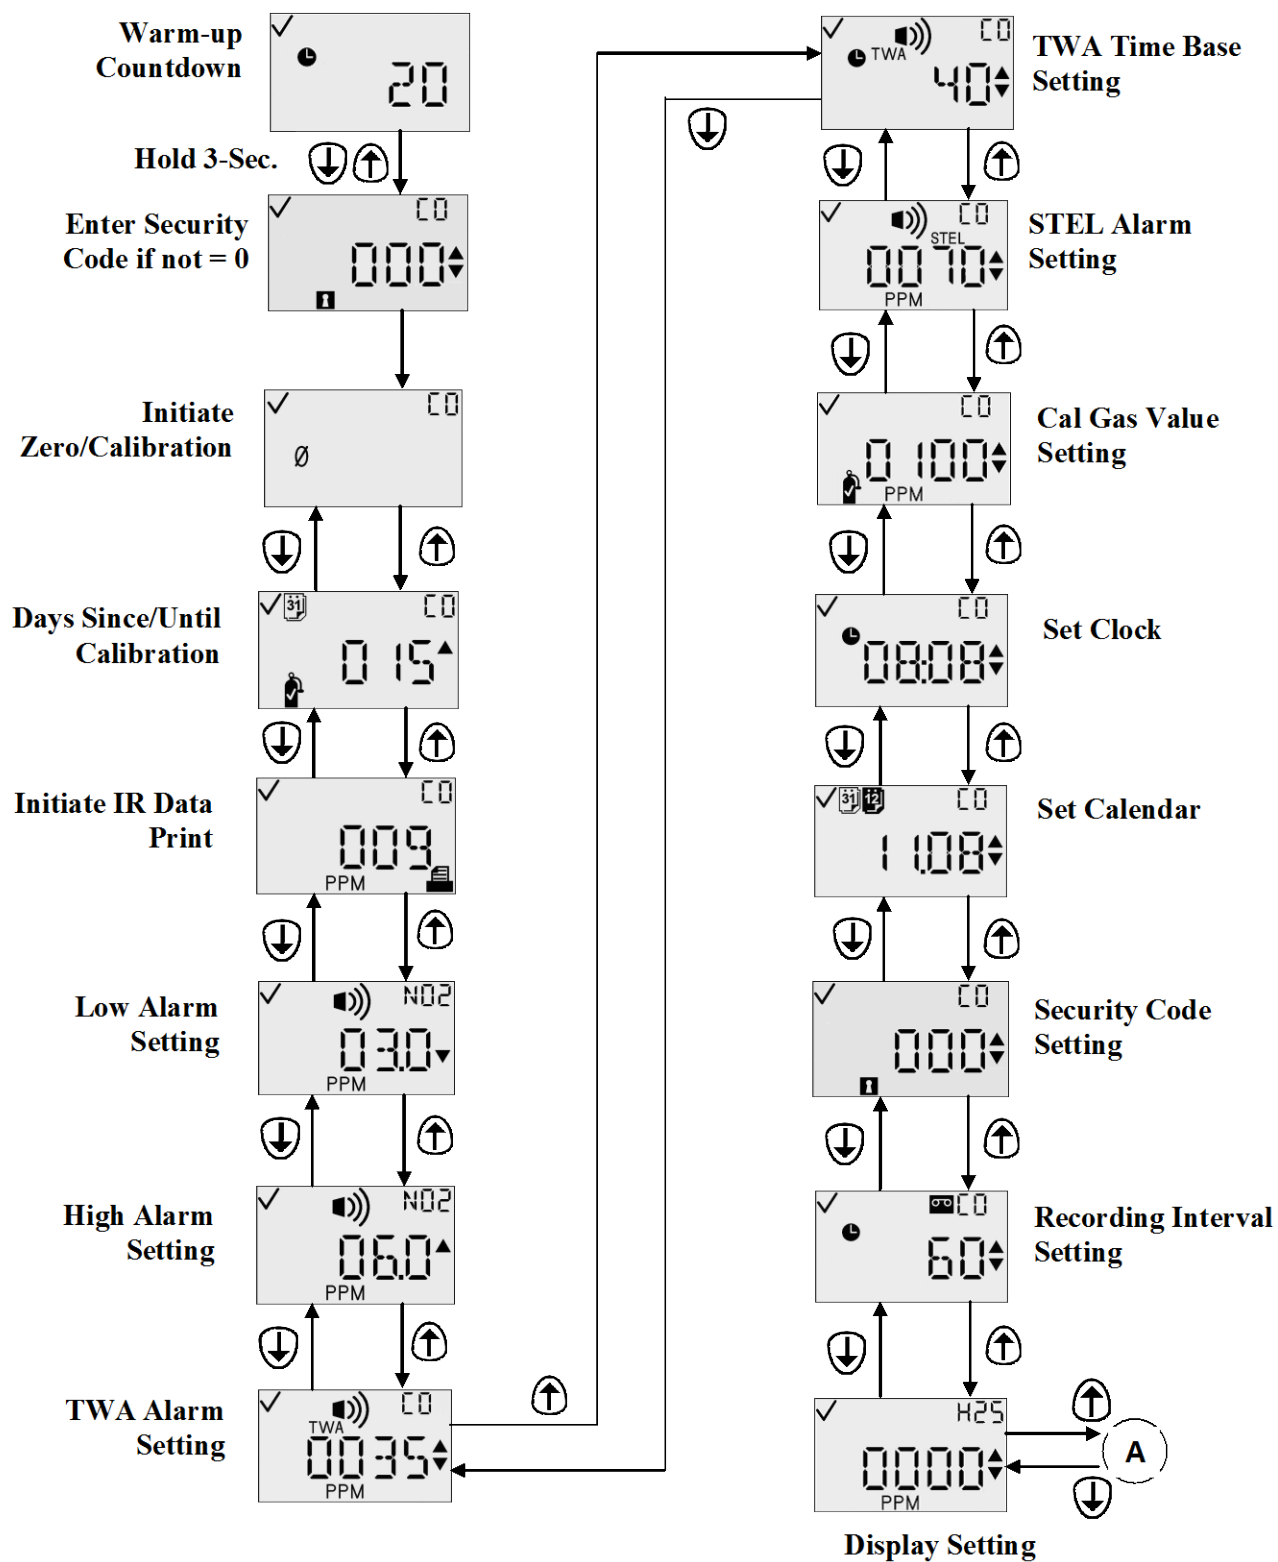 Warm-up
Countdown
20
Hold 3-Sec.
Enter Security
Code if not = 0
CO
000
Initiate
Zero/Calibration
CO
Ø
Days Since/Until
Calibration
31
CO
015
Initiate IR Data
Print
CO
009
PPM
Low Alarm
Setting
NO2
03.0
PPM
High Alarm
Setting
NO2
06.0
PPM
TWA Alarm
Setting
CO
TWA
0035
PPM
CO
TWA
40
TWA Time Base
Setting
CO
STEL
0070
PPM
STEL Alarm
Setting
CO
0100
PPM
Cal Gas Value
Setting
CO
08:08
Set Clock
31 12
CO
11.08
Set Calendar
CO
000
Security Code
Setting
CO
60
Recording Interval
Setting
H2S
0000
PPM
A
Display Setting